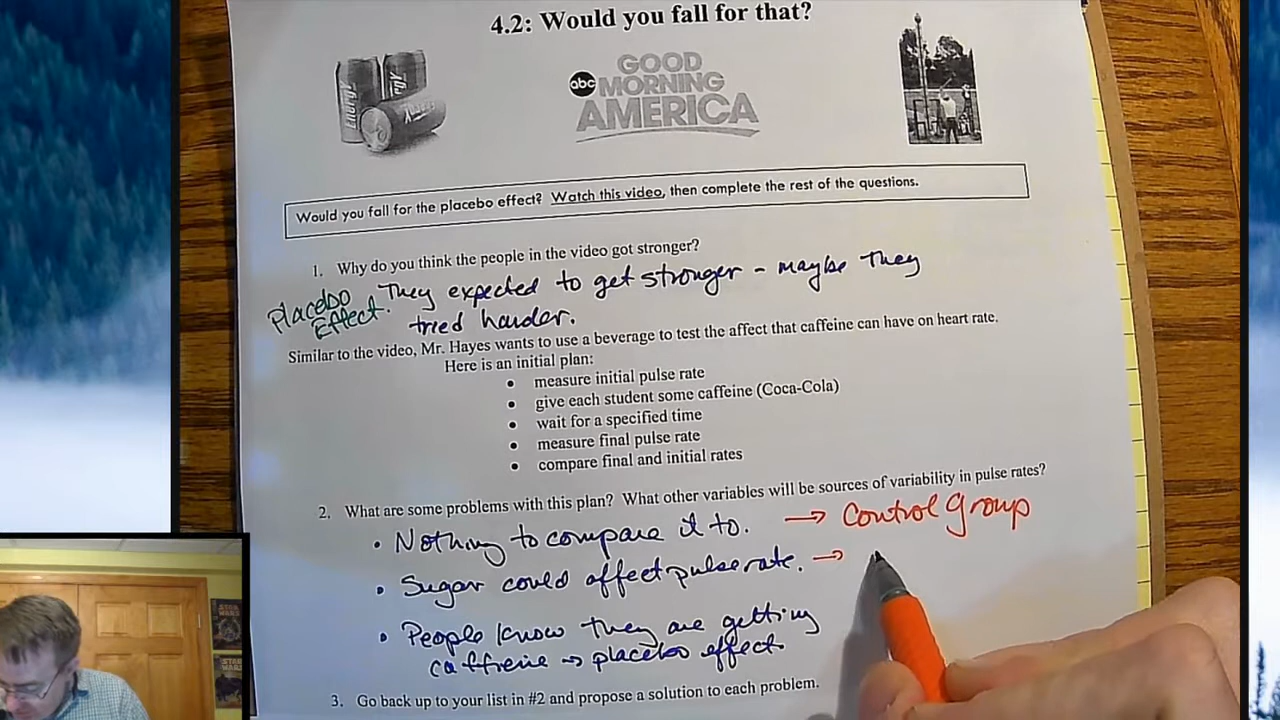 4.2: Would you fall for that?
Energy
abc GOOD
MORNING
AMERICA
Would you fall for the placebo effect? Watch this video, then complete the rest of the questions.
1. Why do you think the people in the video got stronger?
Placebo Effect. They expected to get stronger - maybe they
tried harder.
Similar to the video, Mr. Hayes wants to use a beverage to test the affect that caffeine can have on heart rate.
Here is an initial plan:
• measure initial pulse rate
• give each student some caffeine (Coca-Cola)
• wait for a specified time
• measure final pulse rate
• compare final and initial rates
2. What are some problems with this plan? What other variables will be sources of variability in pulse rates?
• Nothing to compare it to. → Control Group
• Sugar could affect pulse rate. →
• People know they are getting
caffeine → placebo effect.
3. Go back up to your list in #2 and propose a solution to each problem.
STAR
WARS
STAR
WARS